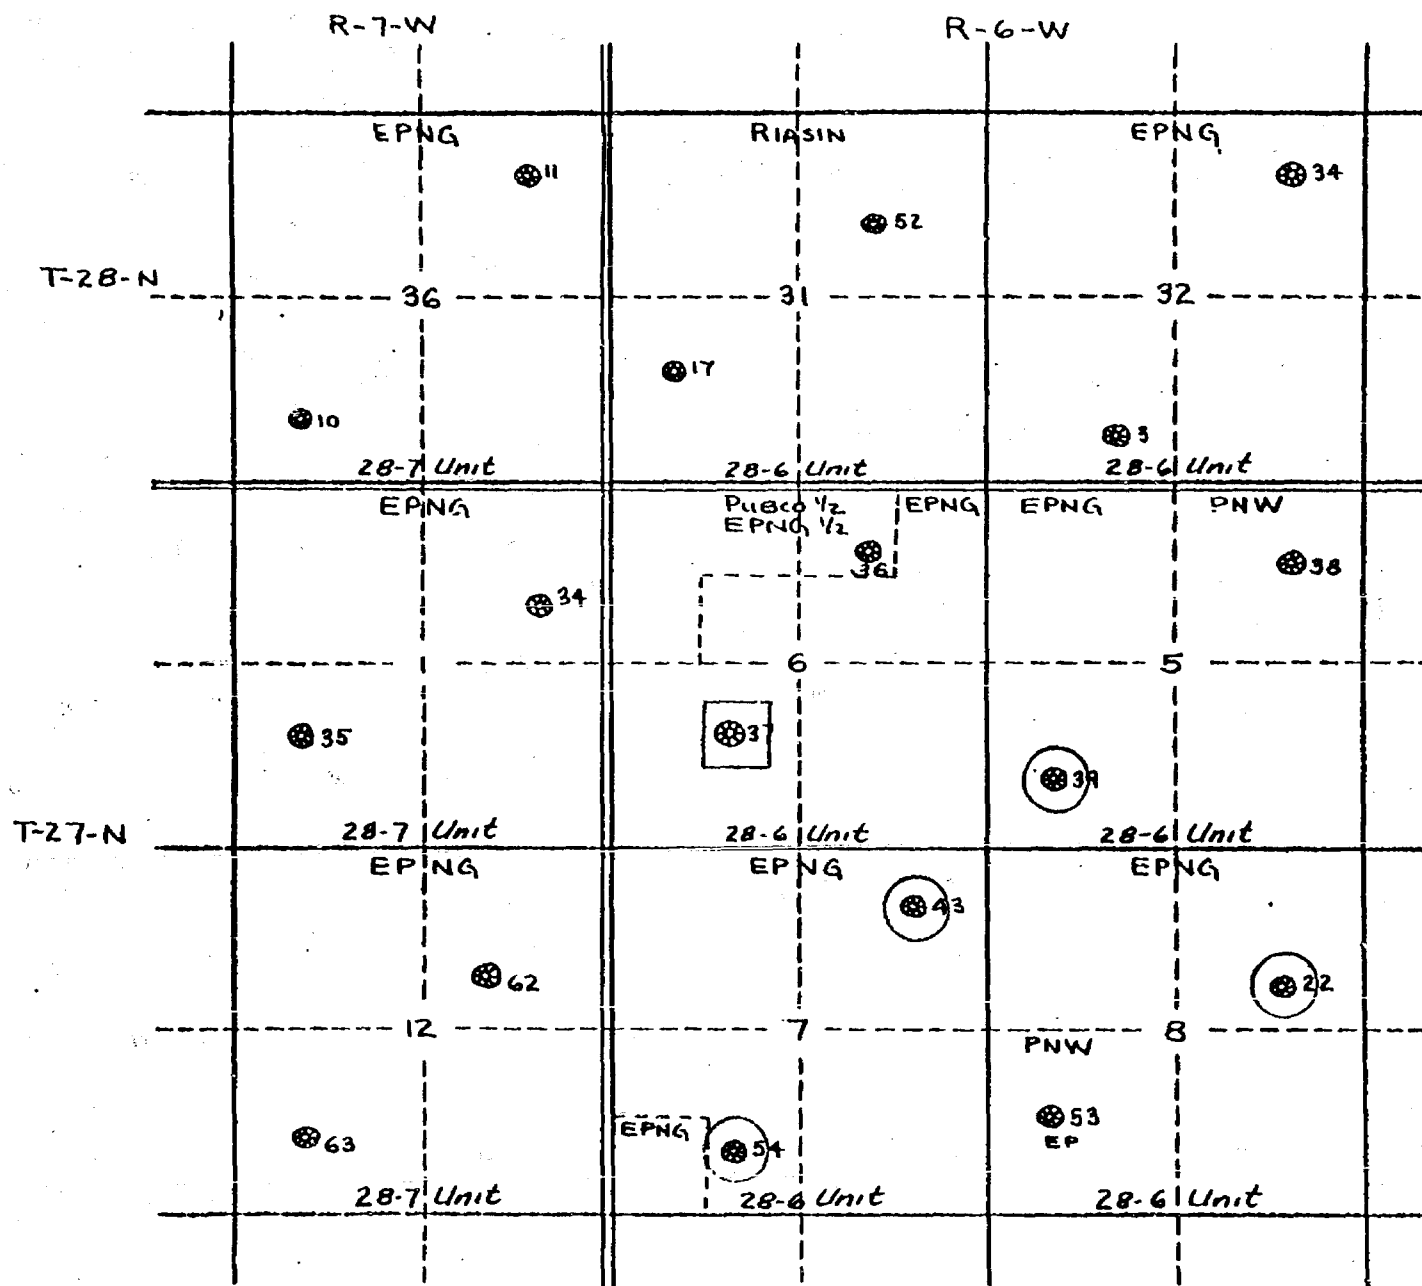 R-7-W R-6-W
EPNG RIASIN EPNG
11 34
52
T-28-N
36 31 32
17
10 3
28-7 Unit 28-6 Unit 28-6 Unit
EPNG Pubco 1/2 EPNG EPNG PNW
EPNG 1/2
36 38
34
6 5
35 37
39
T-27-N 28-7 Unit 28-6 Unit 28-6 Unit
EPNG EPNG EPNG
43
62 22
12 7 8
PNW
53
EPNG EP
63 54
28-7 Unit 28-6 Unit 28-6 Unit